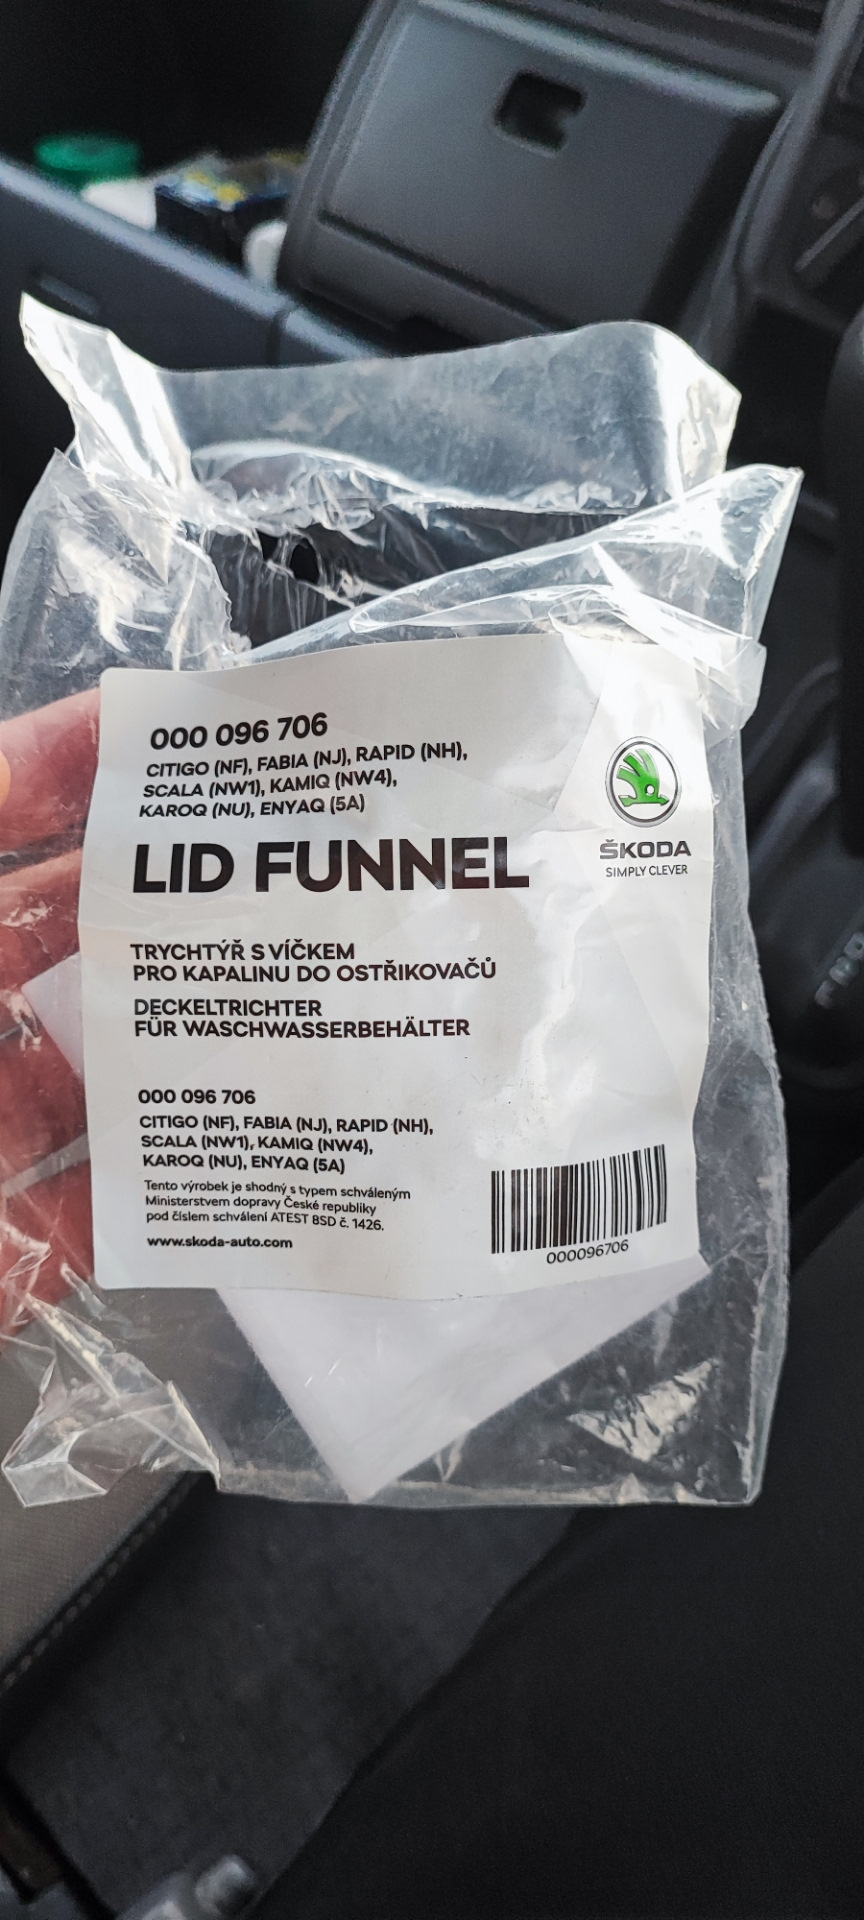 000 096 706
CITIGO (NF), FABIA (NJ), RAPID (NH),
SCALA (NW1), KAMIQ (NW4),
KAROQ (NU), ENYAQ (5A)
ŠKODA
SIMPLY CLEVER
LID FUNNEL
TRYCHTÝŘ S VÍČKEM
PRO KAPALINU DO OSTŘIKOVAČŮ
DECKELTRICHTER
FÜR WASCHWASSERBEHÄLTER
000 096 706
CITIGO (NF), FABIA (NJ), RAPID (NH),
SCALA (NW1), KAMIQ (NW4),
KAROQ (NU), ENYAQ (5A)
Tento výrobek je shodný s typem schváleným
Ministerstvem dopravy České republiky
pod číslem schválení ATEST 8SD č. 1426.
www.skoda-auto.com
000096706